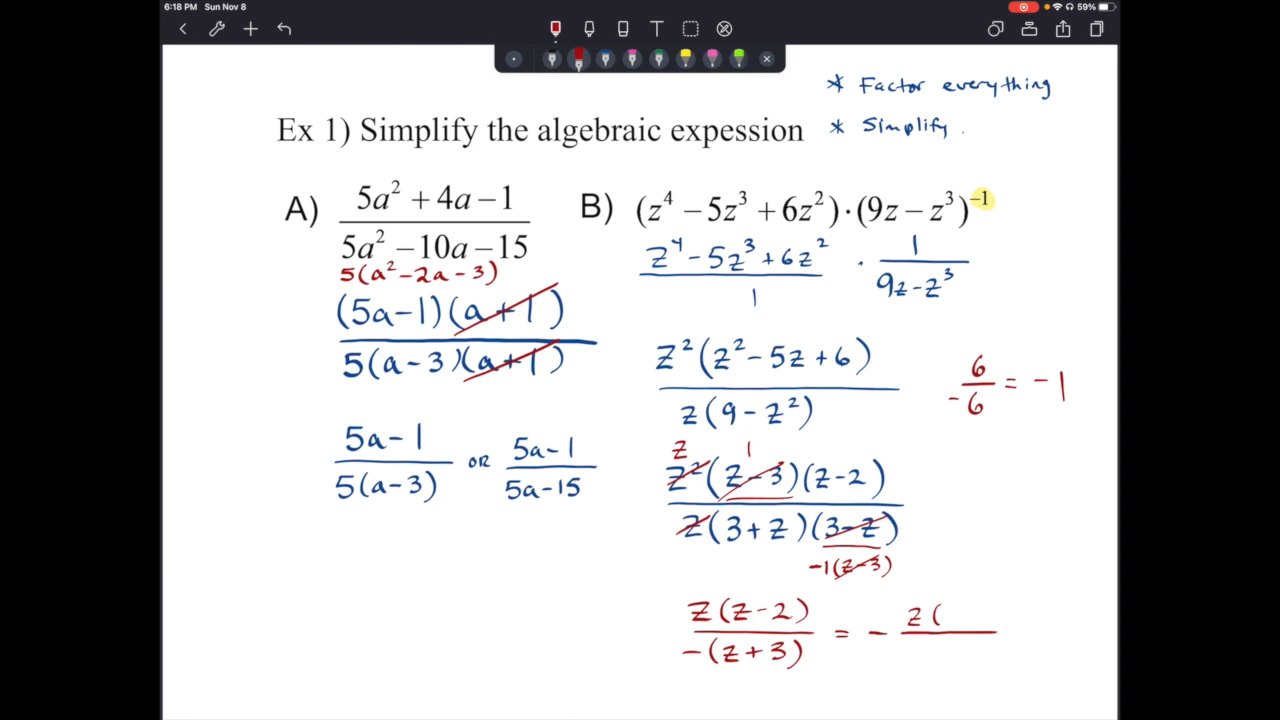 6:18 PM Sun Nov 8
59%
T
* Factor everything
Ex 1) Simplify the algebraic expession
* Simplify .
A) (5a² + 4a − 1)/(5a² − 10a − 15)
5(a² − 2a − 3)
(5a − 1)(a + 1)
5(a − 3)(a + 1)
5a − 1 OR 5a − 1
5(a − 3) 5a − 15
B) (z⁴ − 5z³ + 6z²) · (9z − z³)⁻¹
z⁴ − 5z³ + 6z² · 1
1 9z − z³
z²(z² − 5z + 6)
z(9 − z²)
6/−6 = −1
z 1
z²(z − 3)(z − 2)
z(3 + z)(3 − z)
−1(z − 3)
z(z − 2) = − z(
−(z + 3)